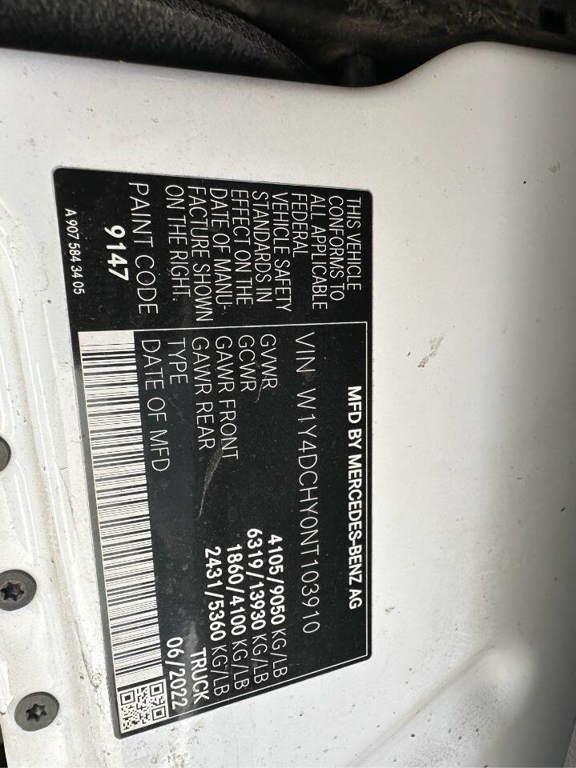 MFD BY MERCEDES-BENZ AG
VIN W1Y4DCHY0NT103910
GVWR 4105/9050 KG/LB
GCWR 6319/13930 KG/LB
GAWR FRONT 1860/4100 KG/LB
GAWR REAR 2431/5360 KG/LB
TYPE TRUCK
DATE OF MFD 06/2022
THIS VEHICLE
CONFORMS TO
ALL APPLICABLE
FEDERAL
VEHICLE SAFETY
STANDARDS IN
EFFECT ON THE
DATE OF MANU-
FACTURE SHOWN
ON THE RIGHT.
PAINT CODE
9147
A 907 584 34 05